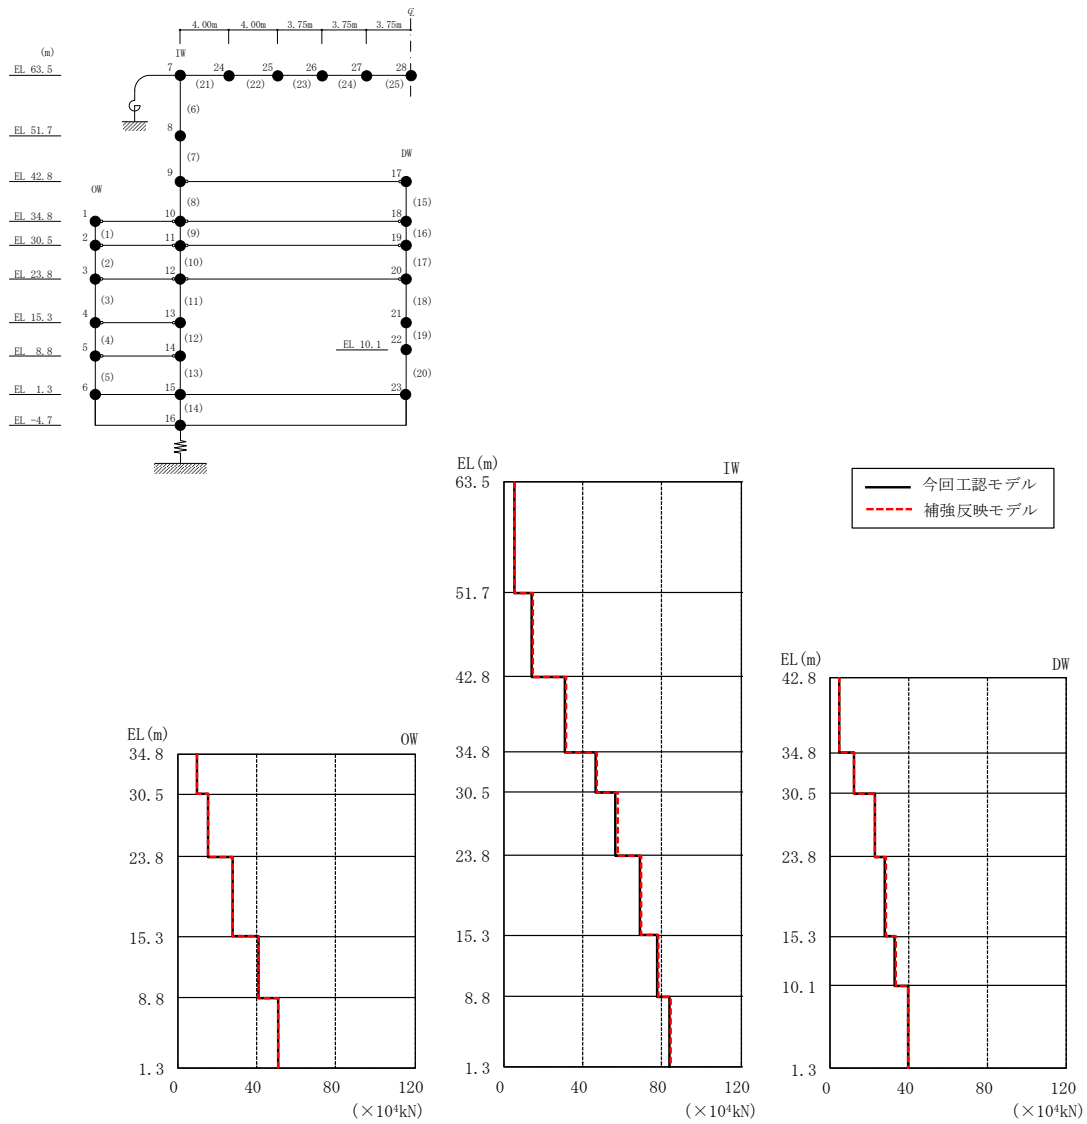 ℄
4.00m 4.00m 3.75m 3.75m 3.75m
(m) IW
EL 63.5 7 24 25 26 27 28
(21) (22) (23) (24) (25)
(6)
EL 51.7 8
(7) DW
EL 42.8 9 17
OW
(8) (15)
EL 34.8 1 10 18
(1) (9) (16)
EL 30.5 2 11 19
(2) (10) (17)
EL 23.8 3 12 20
(3) (11) (18)
EL 15.3 4 13 21
(4) (12) (19)
EL 8.8 5 14 EL 10.1 22
(5) (13) (20)
EL 1.3 6 15 23
(14)
EL -4.7 16
EL(m) IW
63.5
51.7
42.8
34.8
30.5
23.8
15.3
8.8
1.3
0 40 80 120
(×10⁴kN)
今回工認モデル
補強反映モデル
EL(m) OW
34.8
30.5
23.8
15.3
8.8
1.3
0 40 80 120
(×10⁴kN)
EL(m) DW
42.8
34.8
30.5
23.8
15.3
10.1
1.3
0 40 80 120
(×10⁴kN)